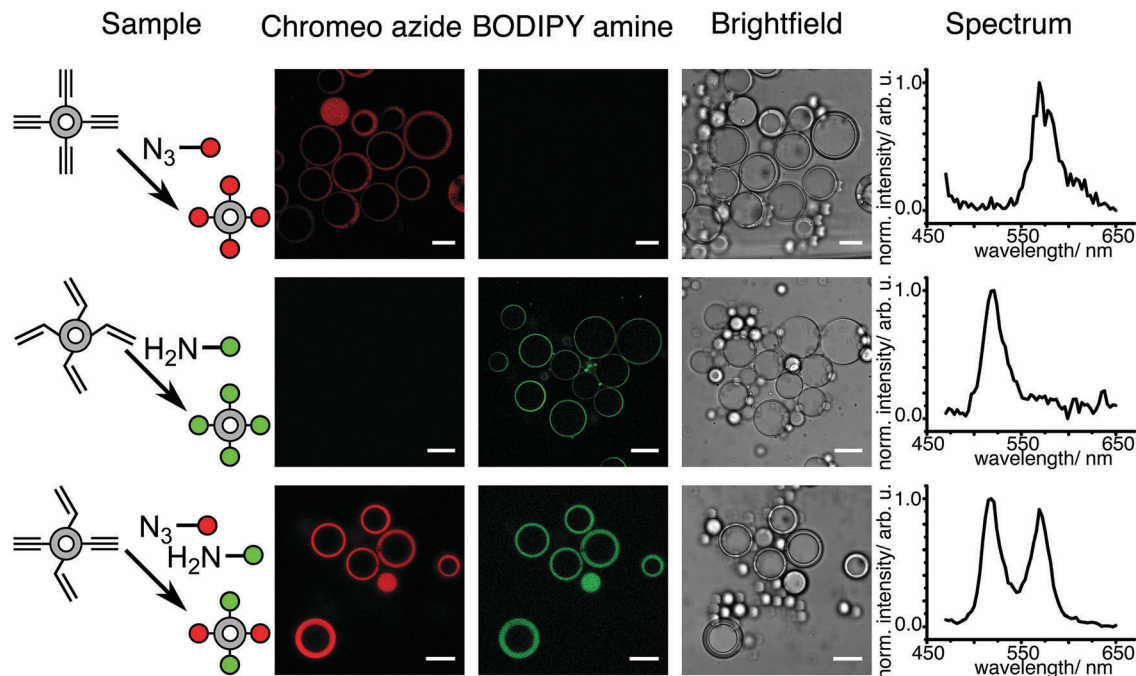 Sample Chromeo azide BODIPY amine Brightfield Spectrum
N3
norm. intensity/ arb. u.
1.0
0.0
450 550 650
wavelength/ nm
H2N
norm. intensity/ arb. u.
1.0
0.0
450 550 650
wavelength/ nm
N3
H2N
norm. intensity/ arb. u.
1.0
0.0
450 550 650
wavelength/ nm